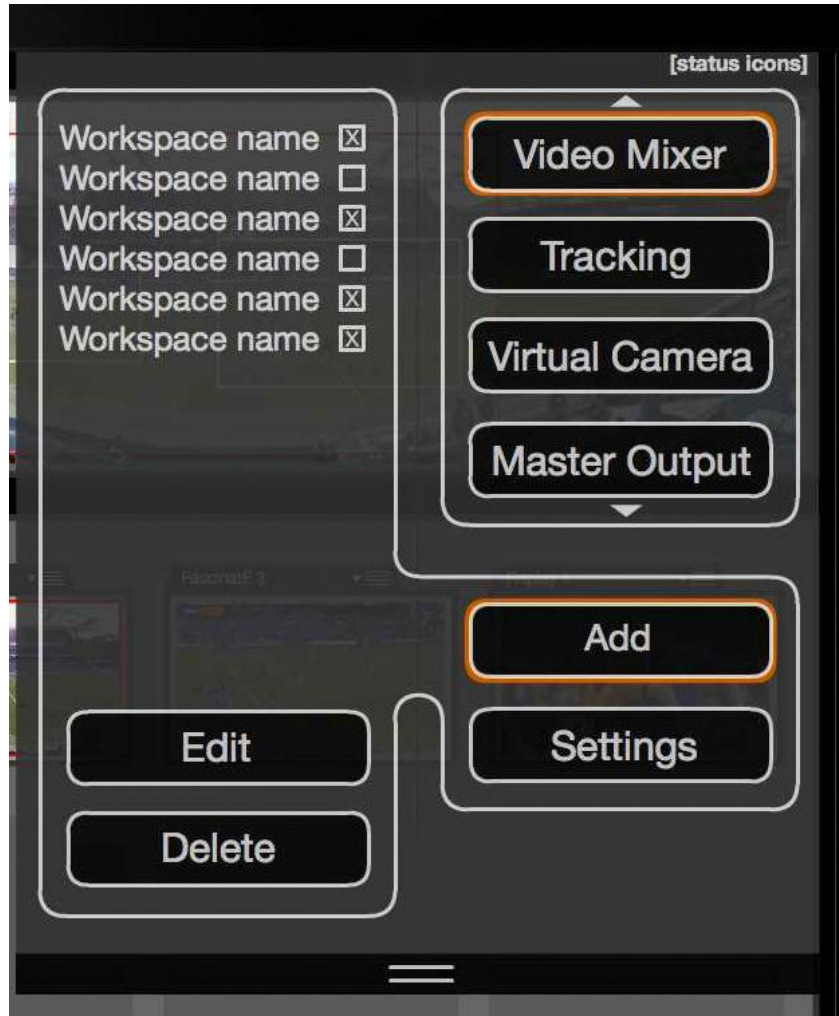 [status icons]
Workspace name X
Workspace name
Workspace name X
Workspace name
Workspace name X
Workspace name X
Video Mixer
Tracking
Virtual Camera
Master Output
Add
Settings
Edit
Delete